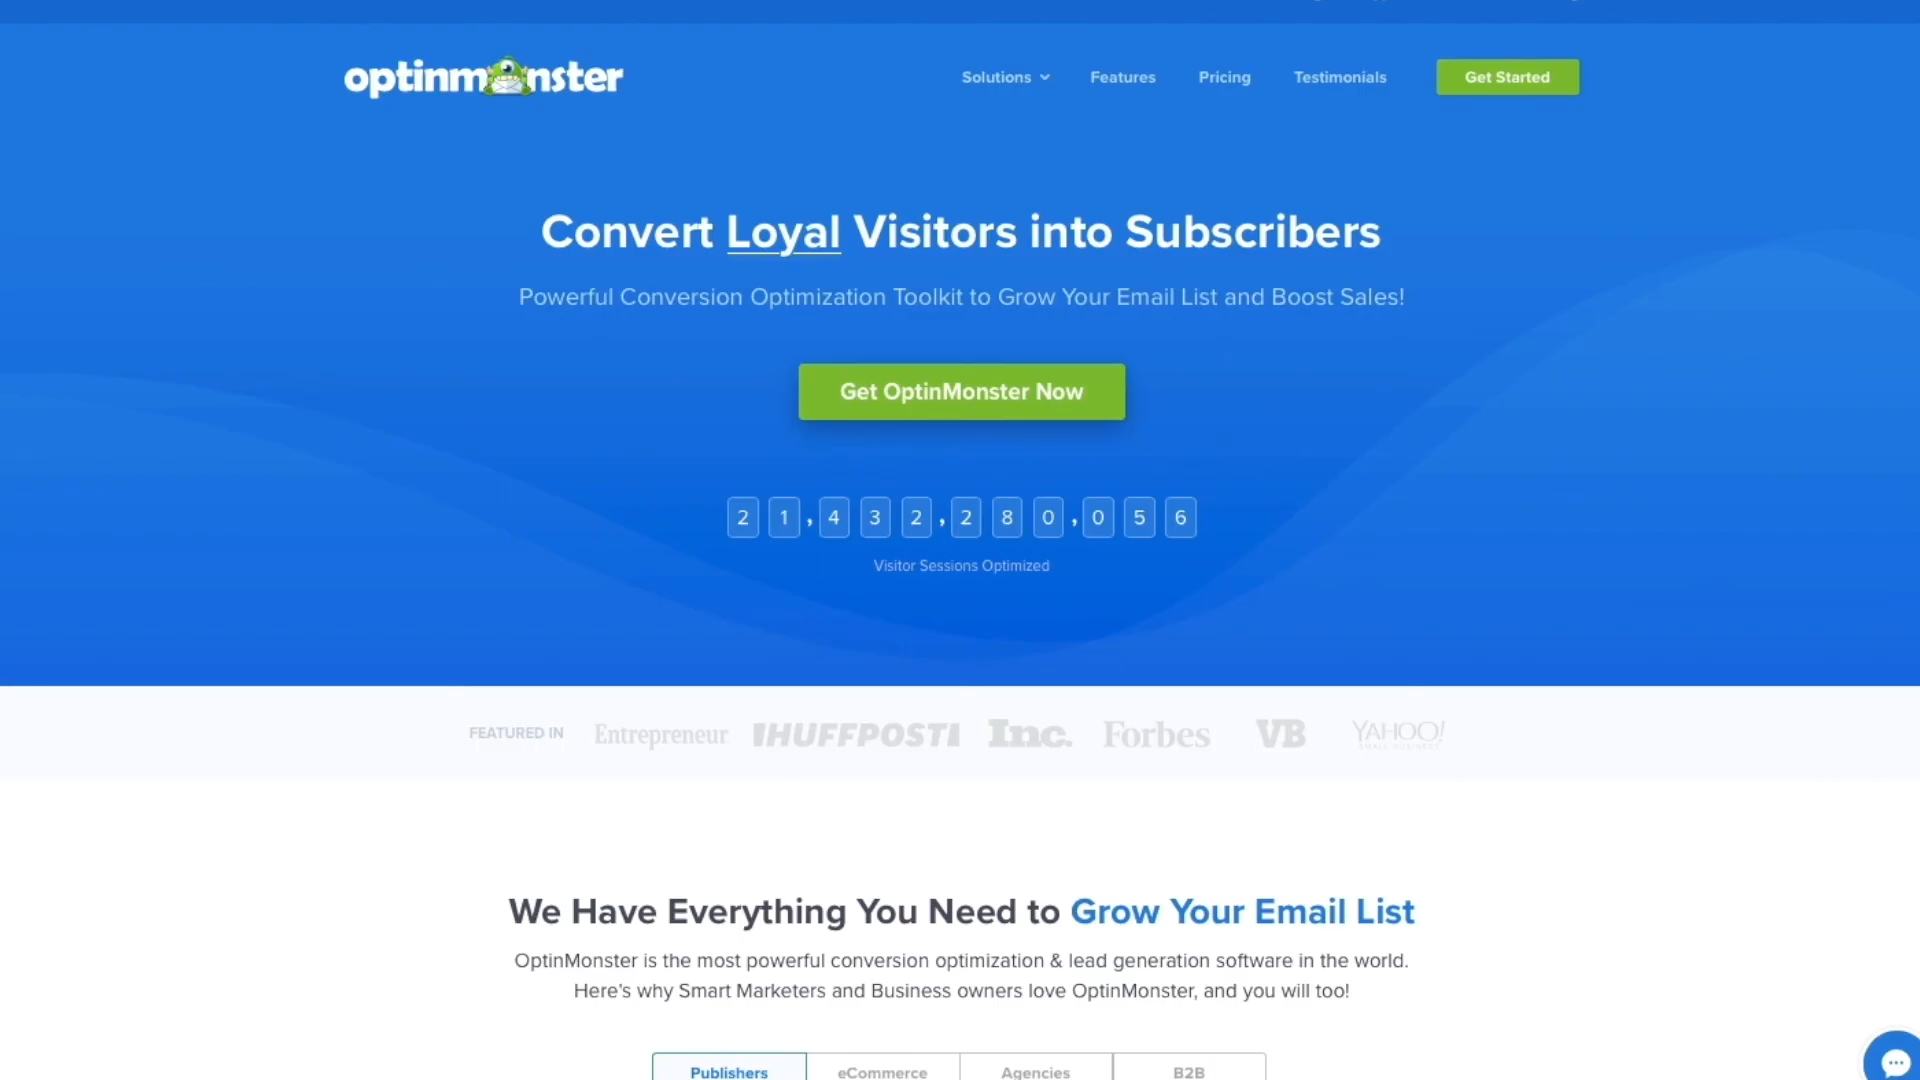 optinmonster
Solutions
Features
Pricing
Testimonials
Get Started
Convert Loyal Visitors into Subscribers
Powerful Conversion Optimization Toolkit to Grow Your Email List and Boost Sales!
Get OptinMonster Now
21,432,280,056
Visitor Sessions Optimized
FEATURED IN
Entrepreneur
HUFFPOST
Inc.
Forbes
VB
YAHOO!
SMALL BUSINESS
We Have Everything You Need to Grow Your Email List
OptinMonster is the most powerful conversion optimization & lead generation software in the world.
Here's why Smart Marketers and Business owners love OptinMonster, and you will too!
Publishers
eCommerce
Agencies
B2B